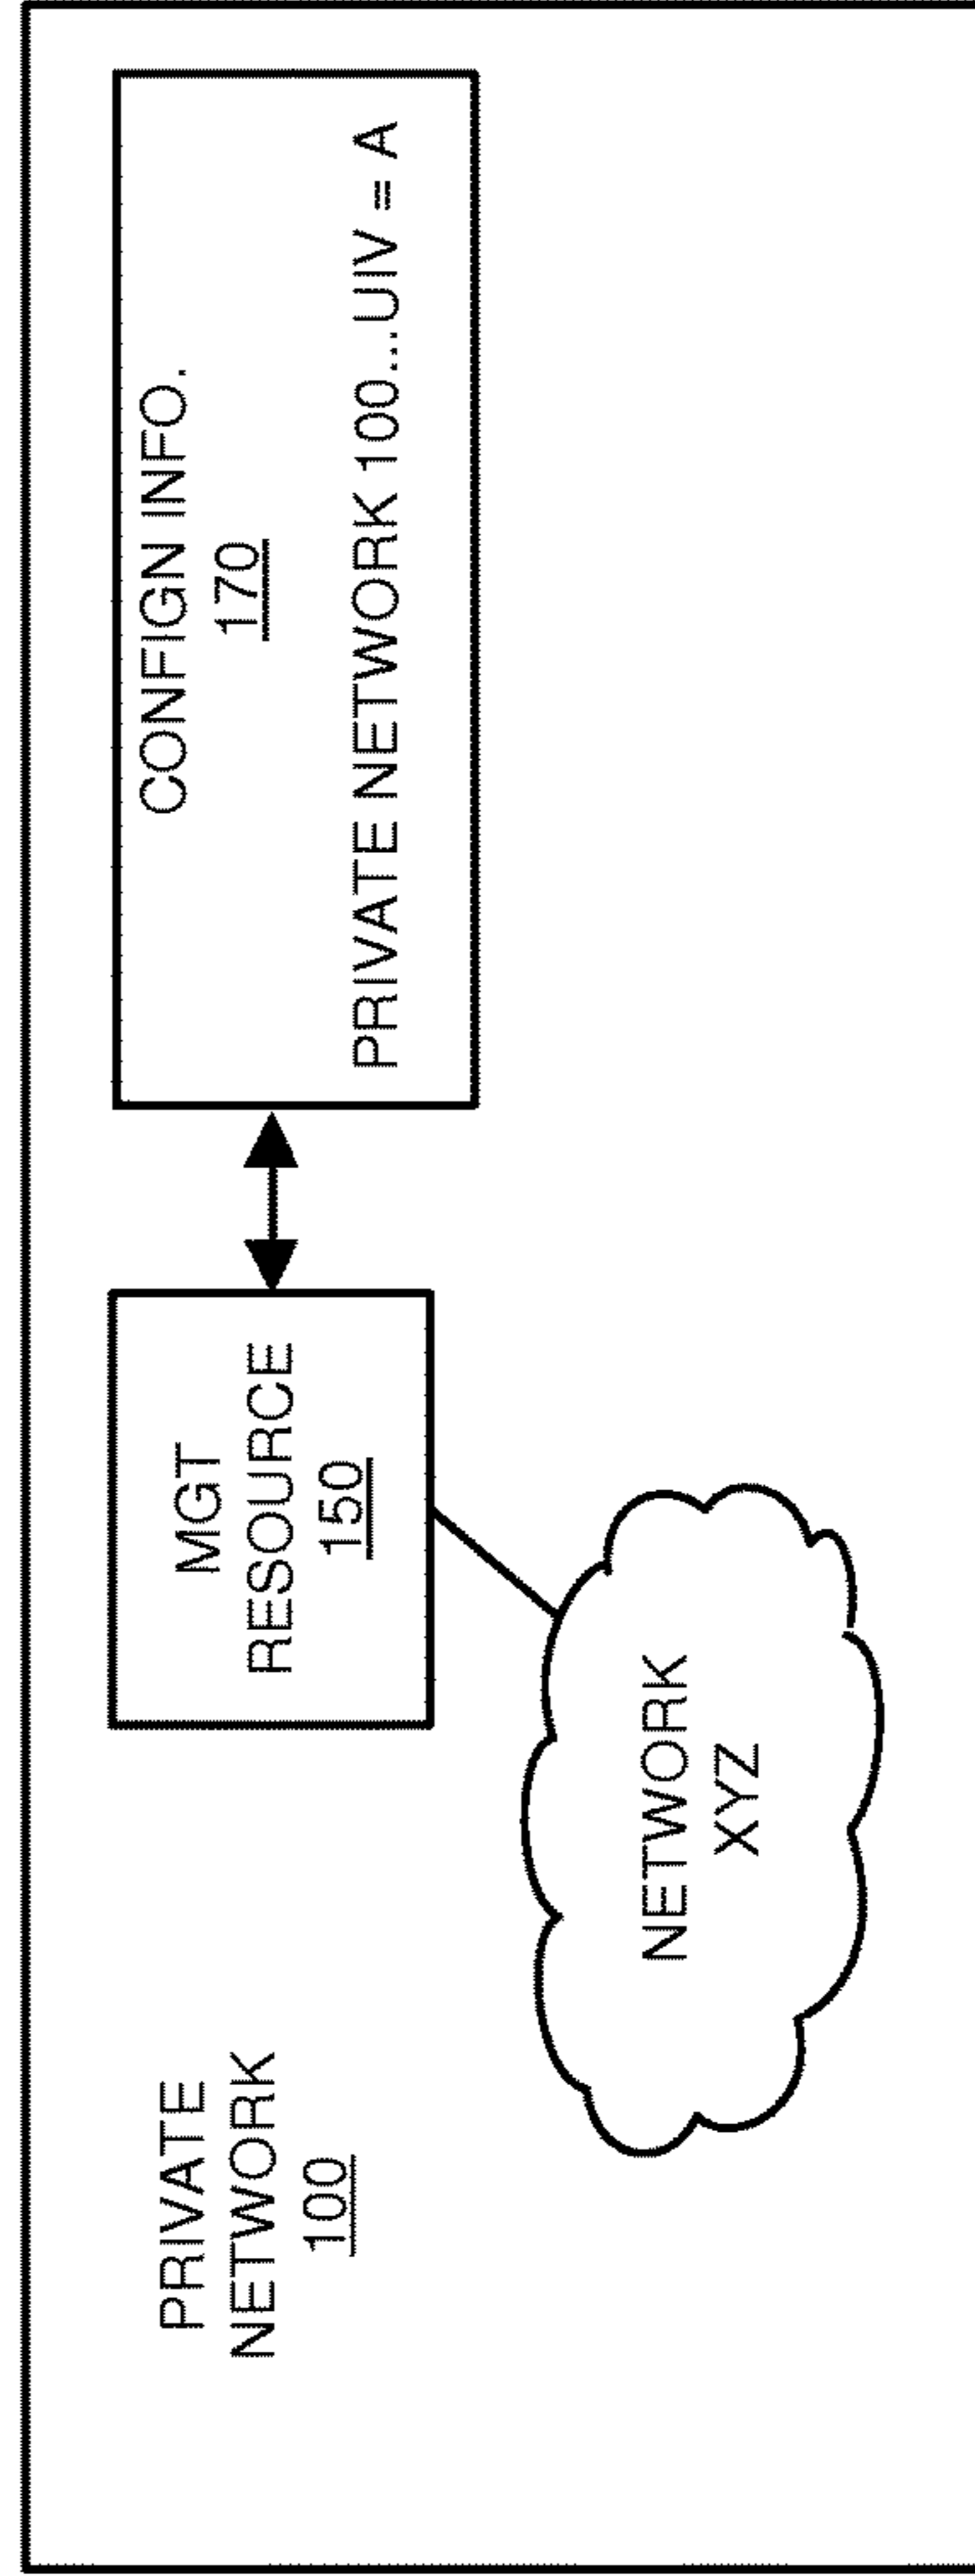 PRIVATE
NETWORK
100
MGT
RESOURCE
150
CONFIGN INFO.
170
PRIVATE NETWORK 100...UIV = A
NETWORK
XYZ